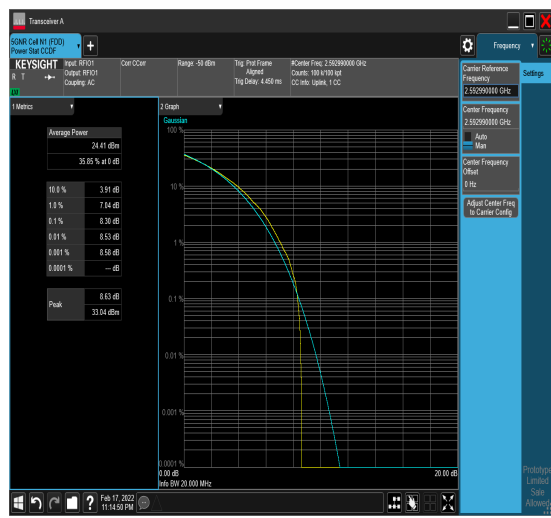 Transceiver A
5GNR Cell N1 (FDD)
Power Stat CCDF
Frequency
KEYSIGHT
R T
Input: RFIO1
Output: RFIO1
Coupling: AC
Corr CCorr
Range: -50 dBm
Trig: Prd Frame
Aligned
Trig Delay: 4.450 ms
#Center Freq: 2.592990000 GHz
Counts: 100 k/100 kpt
CC Info: Uplink, 1 CC
1 Metrics
Average Power
24.41 dBm
35.85 % at 0 dB
10.0 % 3.91 dB
1.0 % 7.04 dB
0.1 % 8.30 dB
0.01 % 8.53 dB
0.001 % 8.58 dB
0.0001 % --- dB
Peak
8.63 dB
33.04 dBm
2 Graph
Gaussian
100 %
10 %
1 %
0.1 %
0.01 %
0.001 %
0.0001 %
0.00 dB
20.00 dB
Info BW 20.000 MHz
Carrier Reference
Frequency
2.592990000 GHz
Center Frequency
2.592990000 GHz
Auto
Man
Center Frequency
Offset
0 Hz
Adjust Center Freq
to Carrier Config
Settings
Prototype
Limited
Sale
Allowed
Feb 17, 2022
11:14:50 PM